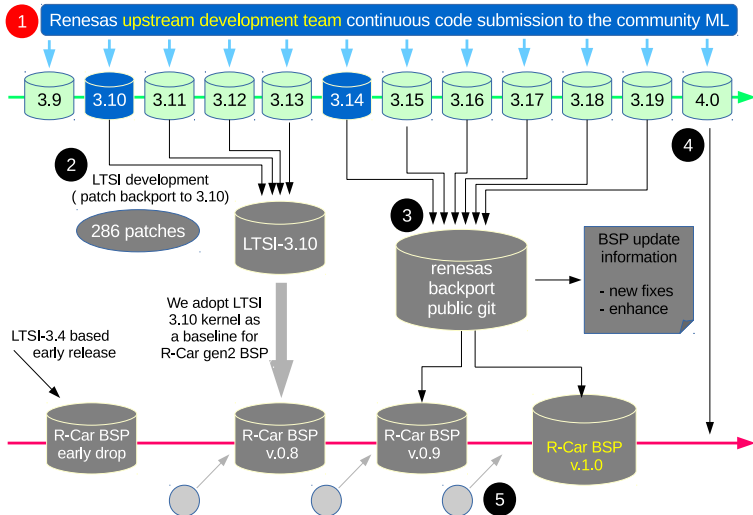 1 Renesas upstream development team continuous code submission to the community ML
3.9 3.10 3.11 3.12 3.13 3.14 3.15 3.16 3.17 3.18 3.19 4.0
2
LTSI development
( patch backport to 3.10)
286 patches
LTSI-3.10
3
4
renesas
backport
public git
BSP update
information
- new fixes
- enhance
We adopt LTSI
3.10 kernel as
a baseline for
R-Car gen2 BSP
LTSI-3.4 based
early release
R-Car BSP
early drop
R-Car BSP
v.0.8
R-Car BSP
v.0.9
R-Car BSP
v.1.0
5